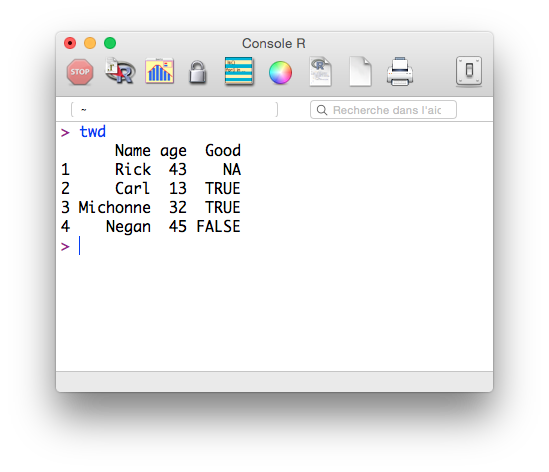 Console R
STOP
R
~
Recherche dans l'aid
> twd
Name age Good
1 Rick 43 NA
2 Carl 13 TRUE
3 Michonne 32 TRUE
4 Negan 45 FALSE
>